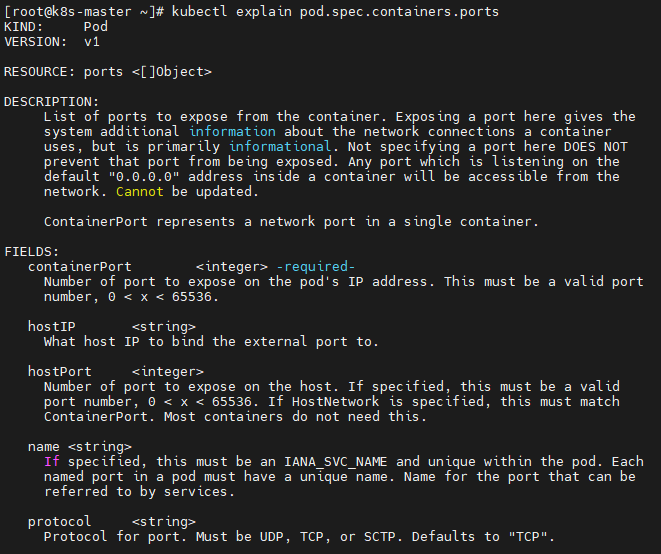 [root@k8s-master ~]# kubectl explain pod.spec.containers.ports
KIND:     Pod
VERSION:  v1

RESOURCE: ports <[]Object>

DESCRIPTION:
     List of ports to expose from the container. Exposing a port here gives the
     system additional information about the network connections a container
     uses, but is primarily informational. Not specifying a port here DOES NOT
     prevent that port from being exposed. Any port which is listening on the
     default "0.0.0.0" address inside a container will be accessible from the
     network. Cannot be updated.

     ContainerPort represents a network port in a single container.

FIELDS:
   containerPort        <integer> -required-
     Number of port to expose on the pod's IP address. This must be a valid port
     number, 0 < x < 65536.

   hostIP       <string>
     What host IP to bind the external port to.

   hostPort     <integer>
     Number of port to expose on the host. If specified, this must be a valid
     port number, 0 < x < 65536. If HostNetwork is specified, this must match
     ContainerPort. Most containers do not need this.

   name <string>
     If specified, this must be an IANA_SVC_NAME and unique within the pod. Each
     named port in a pod must have a unique name. Name for the port that can be
     referred to by services.

   protocol     <string>
     Protocol for port. Must be UDP, TCP, or SCTP. Defaults to "TCP".